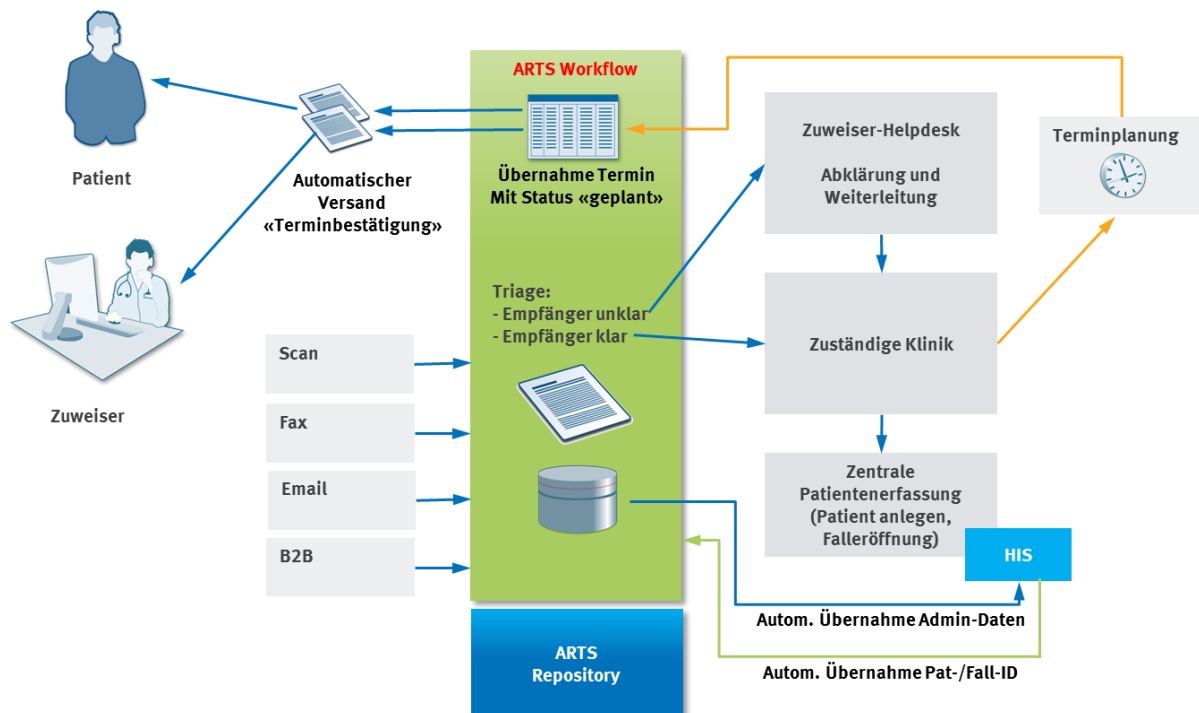 ARTS Workflow
Übernahme Termin
Mit Status «geplant»
Patient
Automatischer
Versand
«Terminbestätigung»
Zuweiser
Zuweiser-Helpdesk
Abklärung und
Weiterleitung
Terminplanung
Triage:
- Empfänger unklar
- Empfänger klar
Zuständige Klinik
Scan
Fax
Email
B2B
Zentrale
Patientenerfassung
(Patient anlegen,
Falleröffnung)
HIS
Autom. Übernahme Admin-Daten
ARTS
Repository
Autom. Übernahme Pat-/Fall-ID